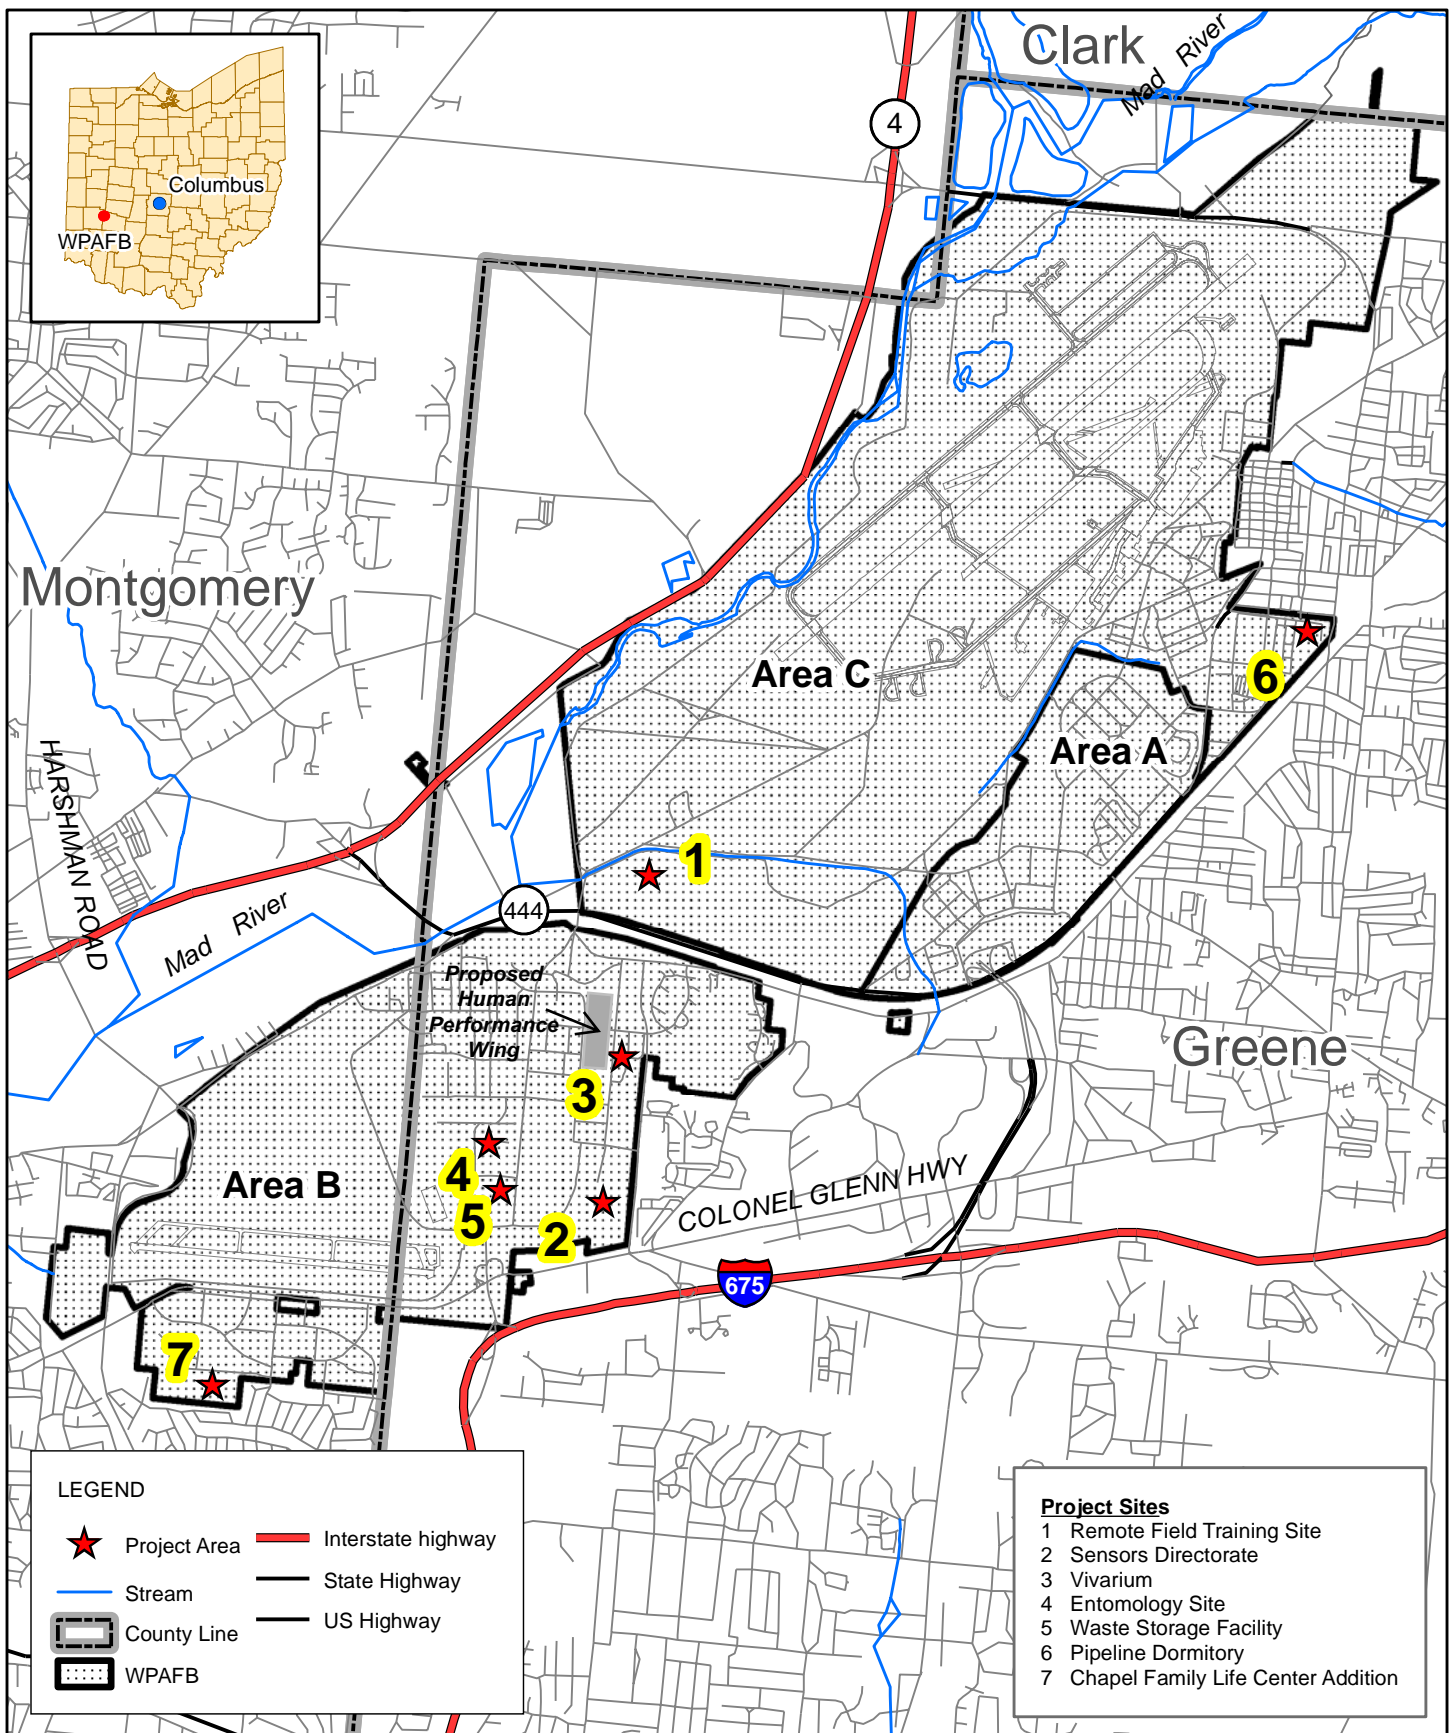 Clark
Mad River
4
Columbus
WPAFB
Montgomery
Area C
6
Area A
HARSHMAN ROAD
1
444
Mad River
Proposed
Human
Performance
Wing
Greene
3
4
Area B
5
2
COLONEL GLENN HWY
675
7
LEGEND
Project Area
Interstate highway
Stream
State Highway
County Line
US Highway
WPAFB
Project Sites
1 Remote Field Training Site
2 Sensors Directorate
3 Vivarium
4 Entomology Site
5 Waste Storage Facility
6 Pipeline Dormitory
7 Chapel Family Life Center Addition